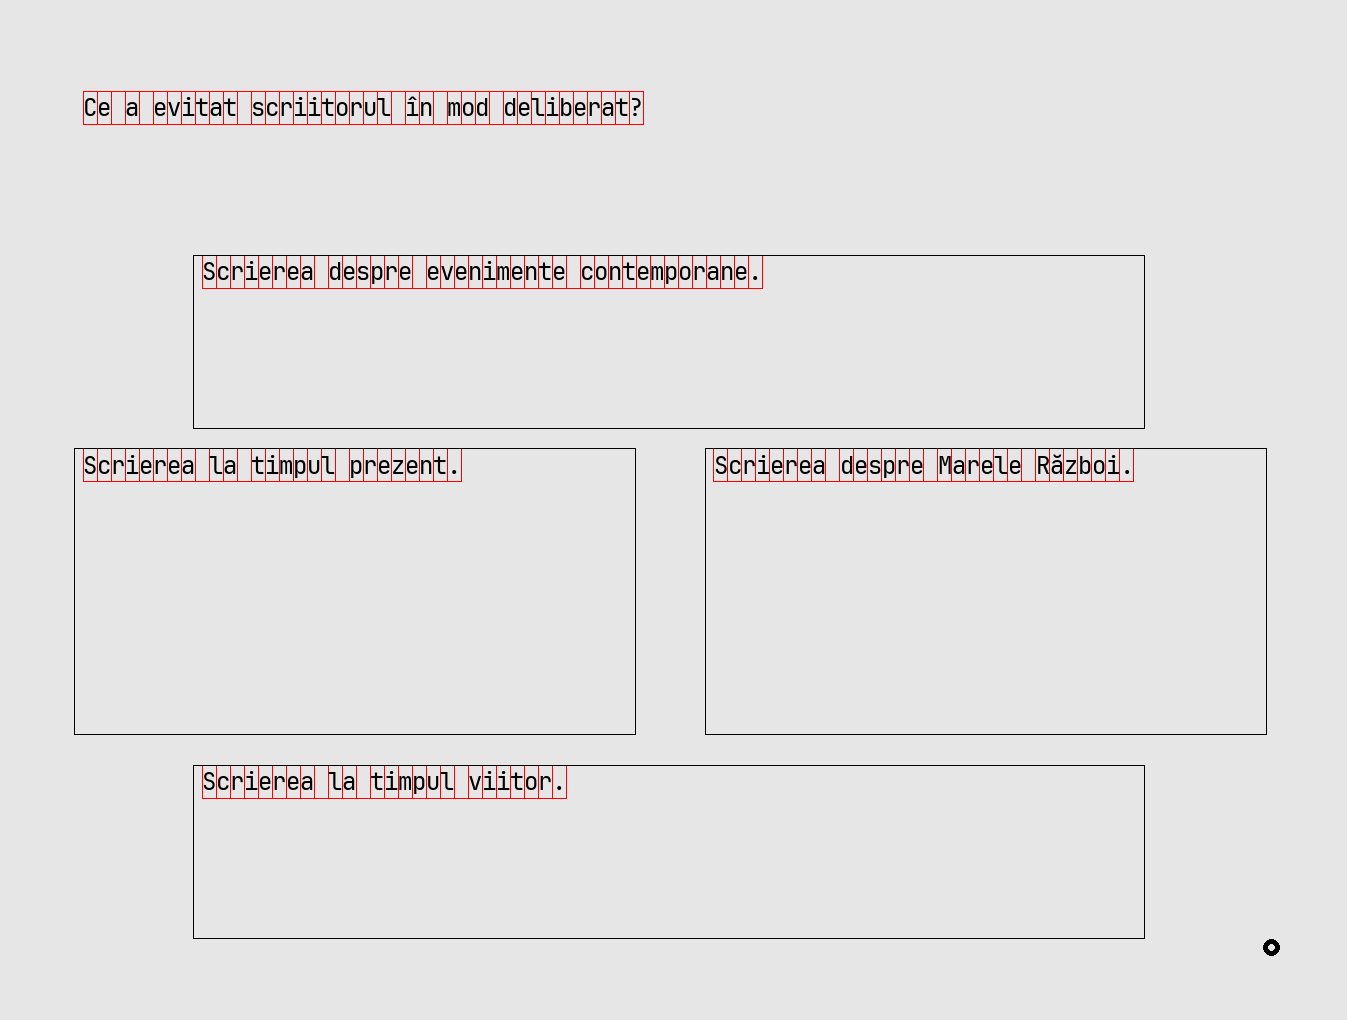 Ce a evitat scriitorul în mod deliberat?
Scrierea despre evenimente contemporane.
Scrierea la timpul prezent.
Scrierea despre Marele Război.
Scrierea la timpul viitor.